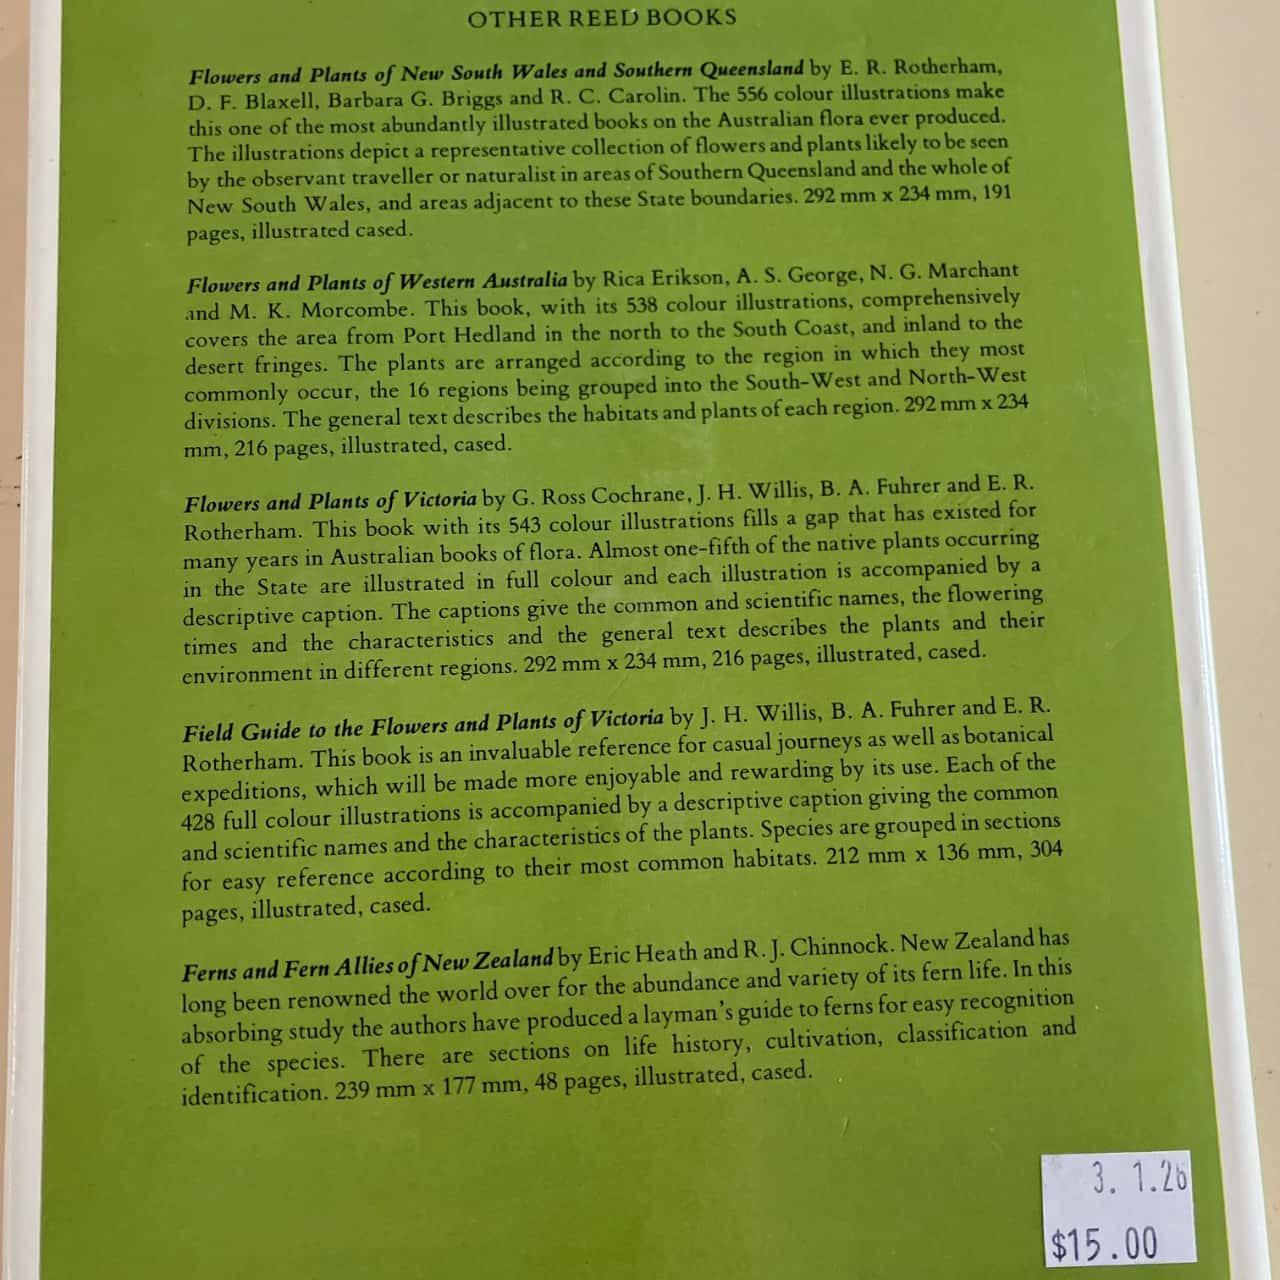 OTHER REED BOOKS
Flowers and Plants of New South Wales and Southern Queensland by E. R. Rotherham,
D. F. Blaxell, Barbara G. Briggs and R. C. Carolin. The 556 colour illustrations make
this one of the most abundantly illustrated books on the Australian flora ever produced.
The illustrations depict a representative collection of flowers and plants likely to be seen
by the observant traveller or naturalist in areas of Southern Queensland and the whole of
New South Wales, and areas adjacent to these State boundaries. 292 mm x 234 mm, 191
pages, illustrated cased.
Flowers and Plants of Western Australia by Rica Erikson, A. S. George, N. G. Marchant
and M. K. Morcombe. This book, with its 538 colour illustrations, comprehensively
covers the area from Port Hedland in the north to the South Coast, and inland to the
desert fringes. The plants are arranged according to the region in which they most
commonly occur, the 16 regions being grouped into the South-West and North-West
divisions. The general text describes the habitats and plants of each region. 292 mm x 234
mm, 216 pages, illustrated, cased.
Flowers and Plants of Victoria by G. Ross Cochrane, J. H. Willis, B. A. Fuhrer and E. R.
Rotherham. This book with its 543 colour illustrations fills a gap that has existed for
many years in Australian books of flora. Almost one-fifth of the native plants occurring
in the State are illustrated in full colour and each illustration is accompanied by a
descriptive caption. The captions give the common and scientific names, the flowering
times and the characteristics and the general text describes the plants and their
environment in different regions. 292 mm x 234 mm, 216 pages, illustrated, cased.
Field Guide to the Flowers and Plants of Victoria by J. H. Willis, B. A. Fuhrer and E. R.
Rotherham. This book is an invaluable reference for casual journeys as well as botanical
expeditions, which will be made more enjoyable and rewarding by its use. Each of the
428 full colour illustrations is accompanied by a descriptive caption giving the common
and scientific names and the characteristics of the plants. Species are grouped in sections
for easy reference according to their most common habitats. 212 mm x 136 mm, 304
pages, illustrated, cased.
Ferns and Fern Allies of New Zealand by Eric Heath and R. J. Chinnock. New Zealand has
long been renowned the world over for the abundance and variety of its fern life. In this
absorbing study the authors have produced a layman's guide to ferns for easy recognition
of the species. There are sections on life history, cultivation, classification and
identification. 239 mm x 177 mm, 48 pages, illustrated, cased.
3. 1.26
$15.00